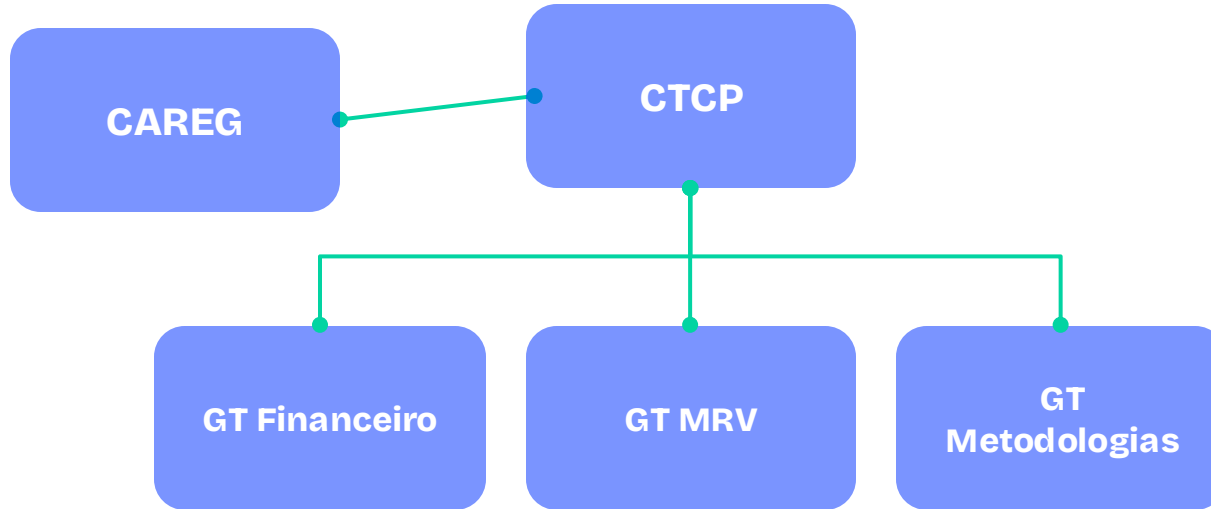 CAREG
CTCP
GT Financeiro
GT MRV
GT
Metodologias